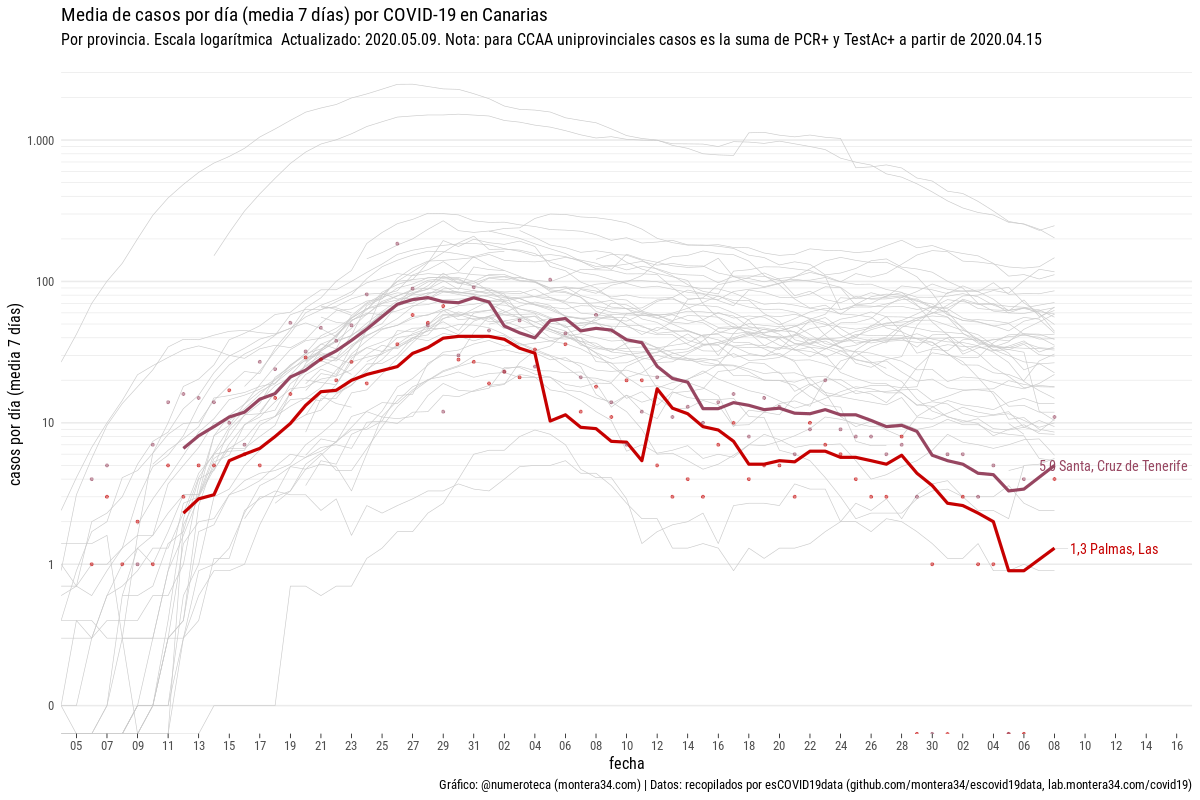 Media de casos por día (media 7 días) por COVID-19 en Canarias
Por provincia. Escala logarítmica Actualizado: 2020.05.09. Nota: para CCAA uniprovinciales casos es la suma de PCR+ y TestAc+ a partir de 2020.04.15
casos por día (media 7 días)
1.000
100
10
1
0
5,0 Santa, Cruz de Tenerife
1,3 Palmas, Las
05 07 09 11 13 15 17 19 21 23 25 27 29 31 02 04 06 08 10 12 14 16 18 20 22 24 26 28 30 02 04 06 08 10 12 14 16
fecha
Gráfico: @numeroteca (montera34.com) | Datos: recopilados por esCOVID19data (github.com/montera34/escovid19data, lab.montera34.com/covid19)